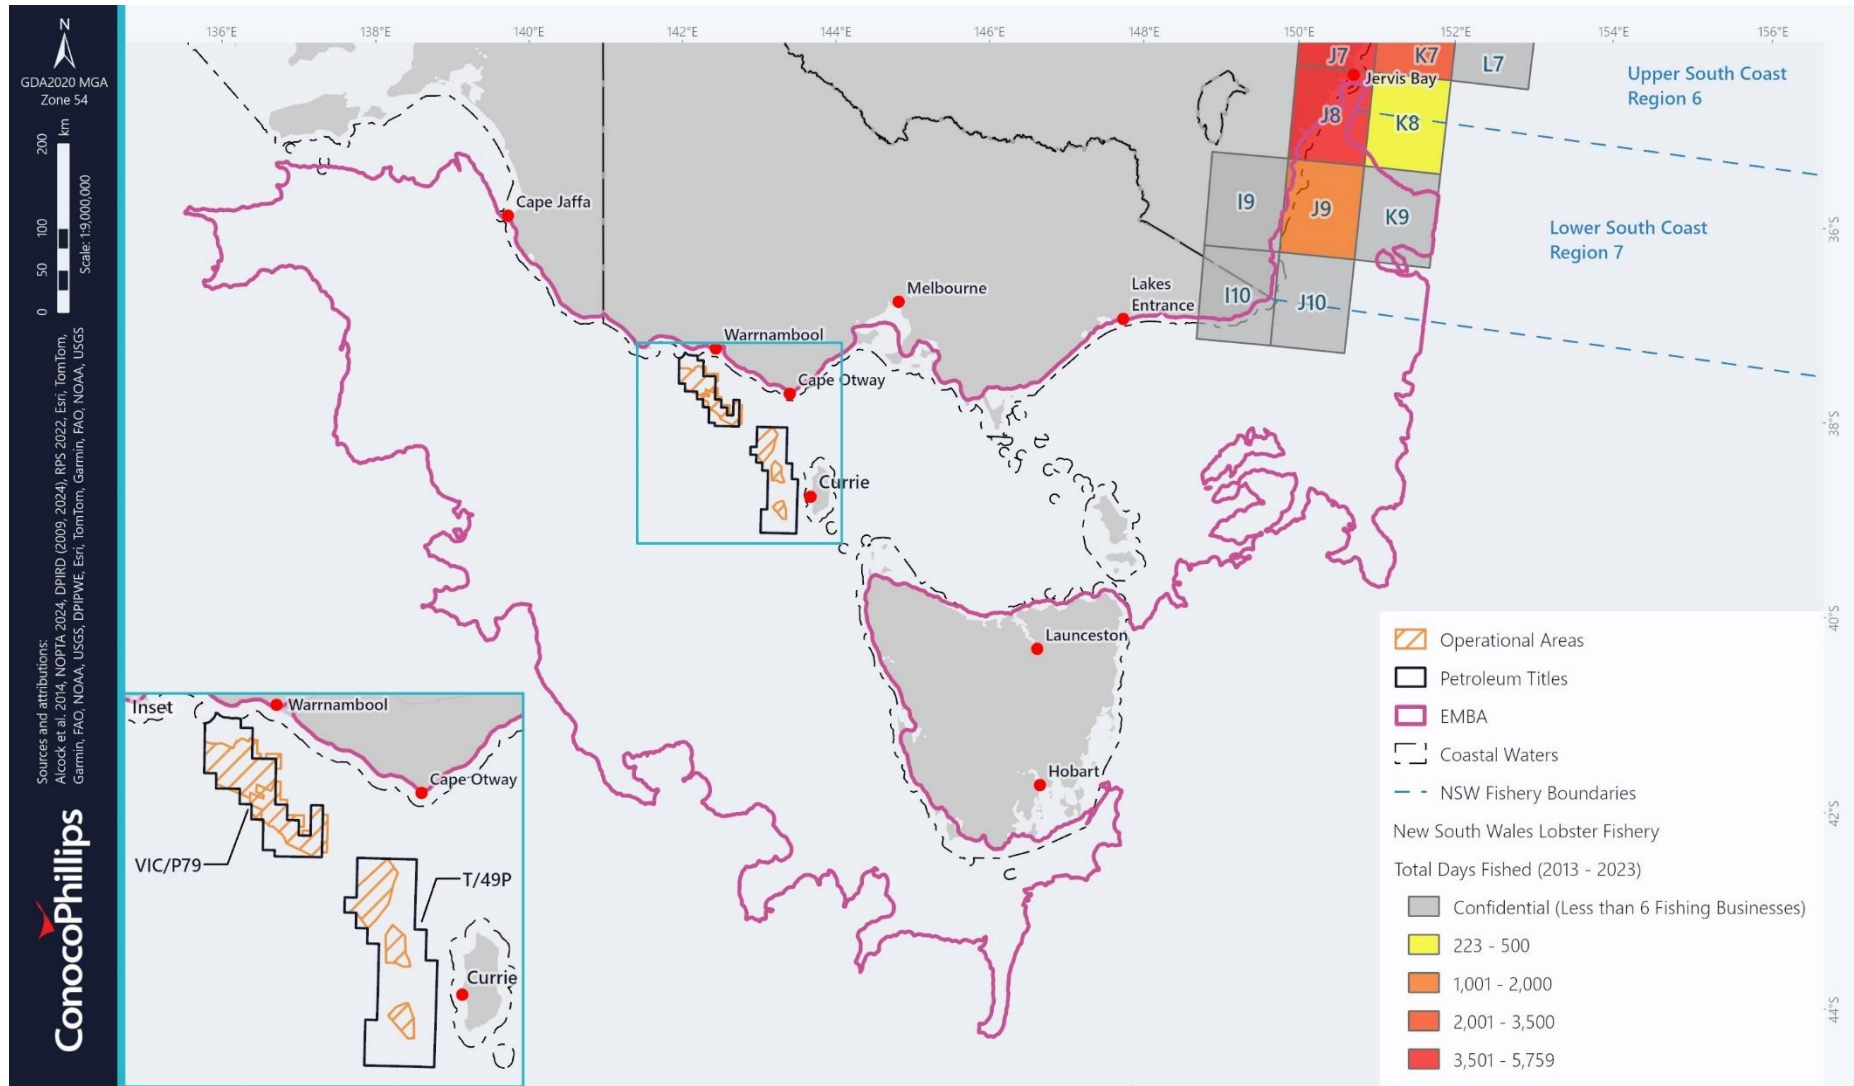 N
GDA2020 MGA
Zone 54
200
km
100
50
0
Scale: 1:9,000,000
Sources and attributions:
Alcock et al. 2014, NOPTA 2024, DPIRD (2009, 2024), RPS 2022, Esri, TomTom,
Garmin, FAO, NOAA, USGS, DPIPWE, Esri, TomTom, Garmin, FAO, NOAA, USGS
ConocoPhillips
136°E
138°E
140°E
142°E
144°E
146°E
148°E
150°E
152°E
154°E
156°E
36°S
38°S
40°S
42°S
44°S
J7
K7
L7
Jervis Bay
J8
K8
I9
J9
K9
I10
J10
Upper South Coast
Region 6
Lower South Coast
Region 7
Cape Jaffa
Melbourne
Lakes
Entrance
Warrnambool
Cape Otway
Currie
Launceston
Hobart
Inset
Warrnambool
Cape Otway
VIC/P79
T/49P
Currie
Operational Areas
Petroleum Titles
EMBA
Coastal Waters
NSW Fishery Boundaries
New South Wales Lobster Fishery
Total Days Fished (2013 - 2023)
Confidential (Less than 6 Fishing Businesses)
223 - 500
1,001 - 2,000
2,001 - 3,500
3,501 - 5,759